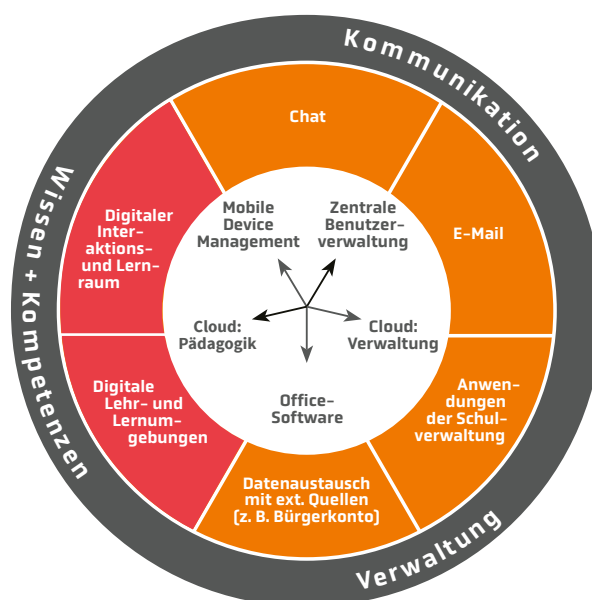 Kommunikation
Chat
Mobile
Device
Management
Zentrale
Benutzer-
verwaltung
Digitaler
Inter-
aktions-
und Lern-
raum
E-Mail
Wissen + Kompetenzen
Cloud:
Pädagogik
Cloud:
Verwaltung
Digitale
Lehr- und
Lernum-
gebungen
Office-
Software
Anwen-
dungen
der Schul-
verwaltung
Datenaustausch
mit ext. Quellen
(z. B. Bürgerkonto)
Verwaltung